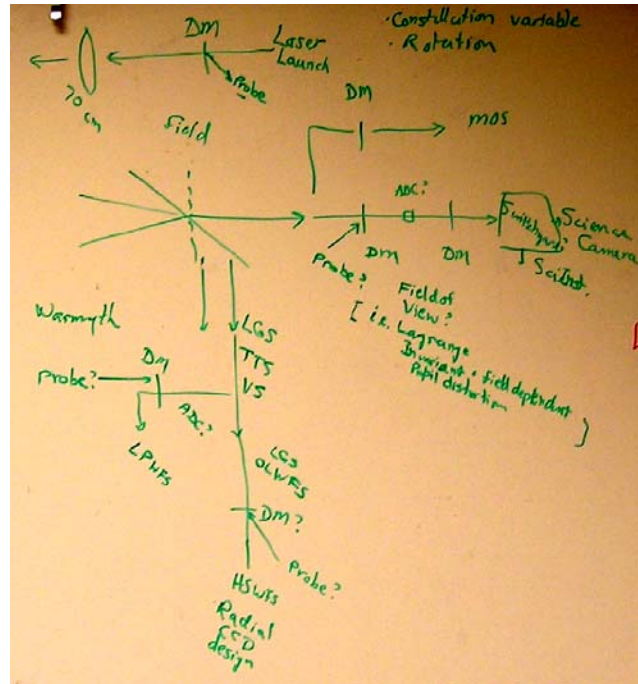 · Constellation variable
· Rotation
DM
Laser
Launch
Probe
70 cm
DM
MOS
Field
ADC?
Switchyard
Science
Camera
Sci Inst.
Probe?
DM
DM
Field of
View?
[ i.e. Lagrange
Invariant + field dependent
Pupil distortion ]
Warmyth
LGS
TTS
VS
DM
Probe?
ADC?
LPWFS
LGS
OLWFS
DM?
Probe?
HSWFS
Radial
CCD
design